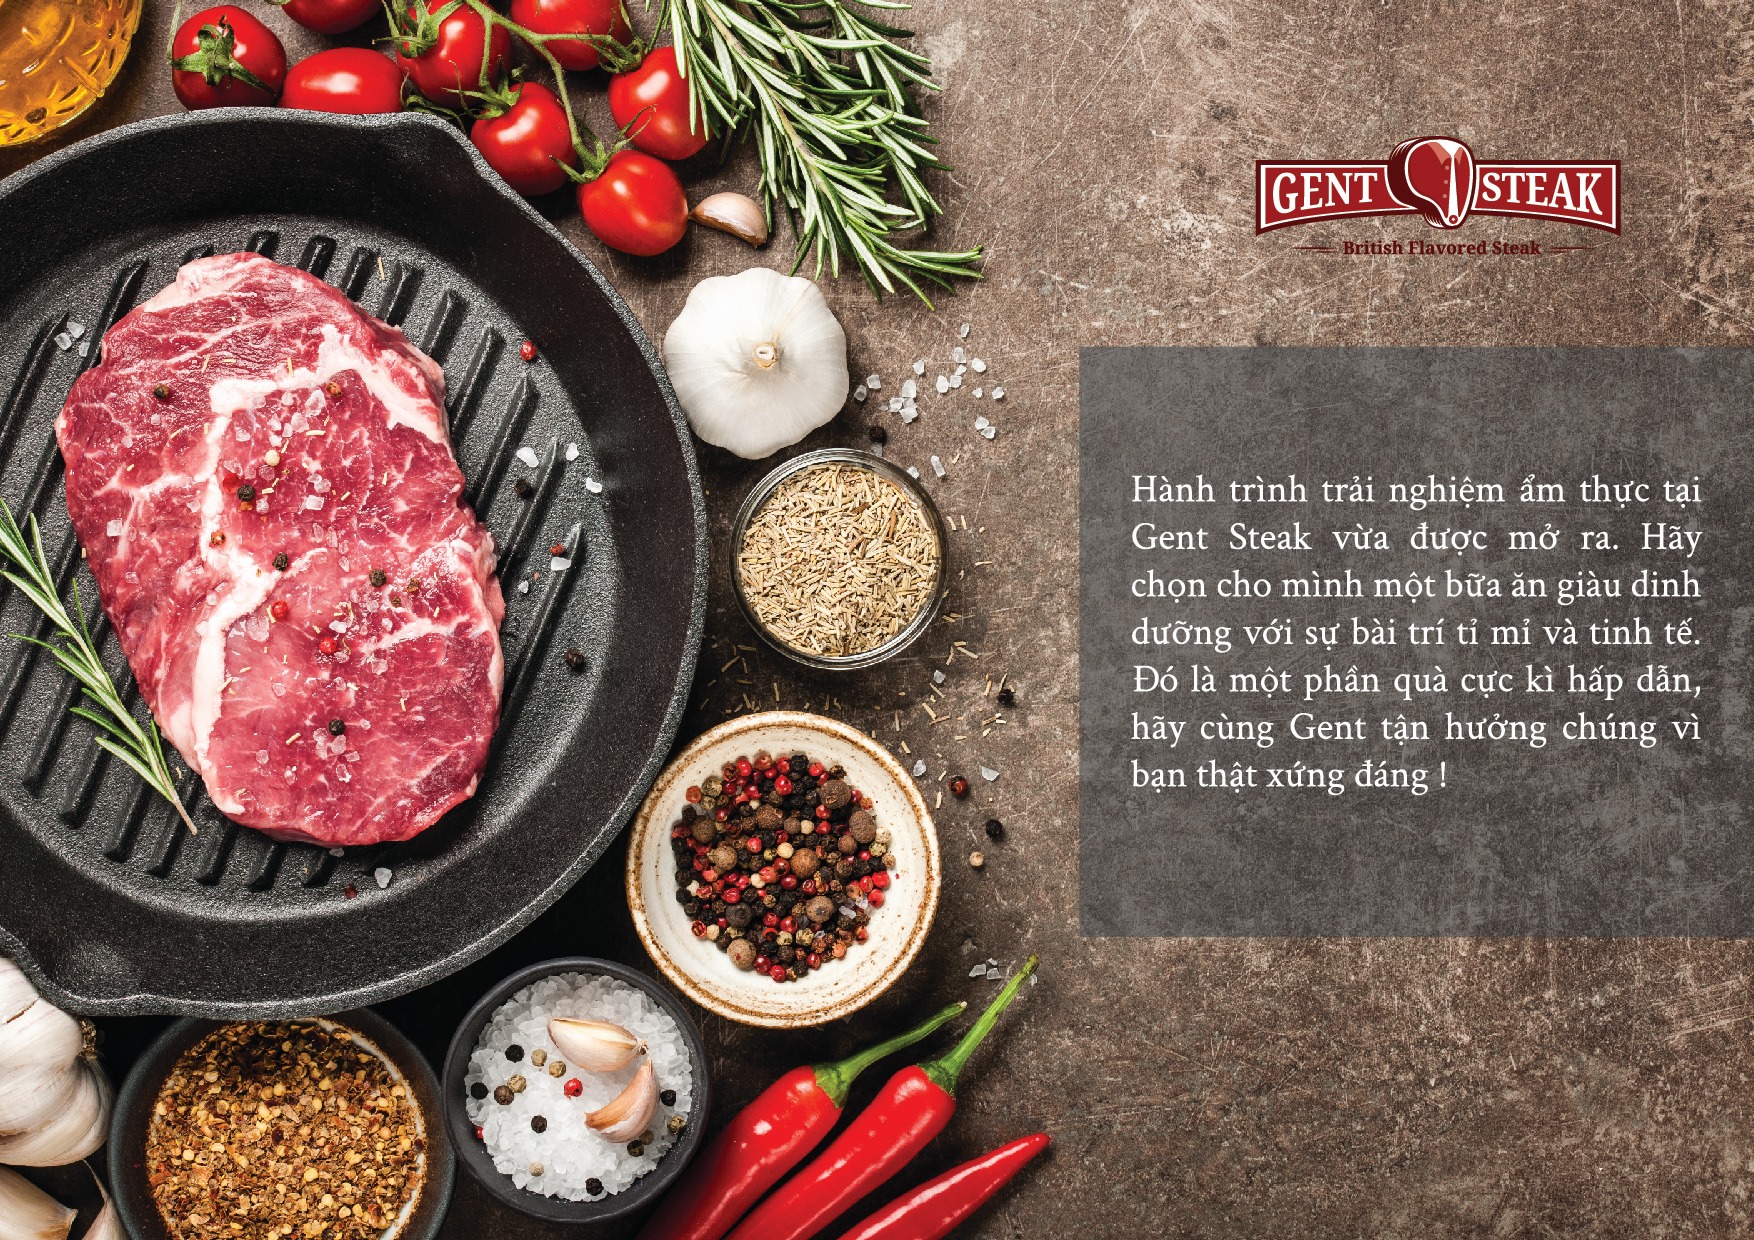 GENT STEAK
British Flavored Steak
Hành trình trải nghiệm ẩm thực tại
Gent Steak vừa được mở ra. Hãy
chọn cho mình một bữa ăn giàu dinh
dưỡng với sự bài trí tỉ mỉ và tinh tế.
Đó là một phần quà cực kì hấp dẫn,
hãy cùng Gent tận hưởng chúng vì
bạn thật xứng đáng !